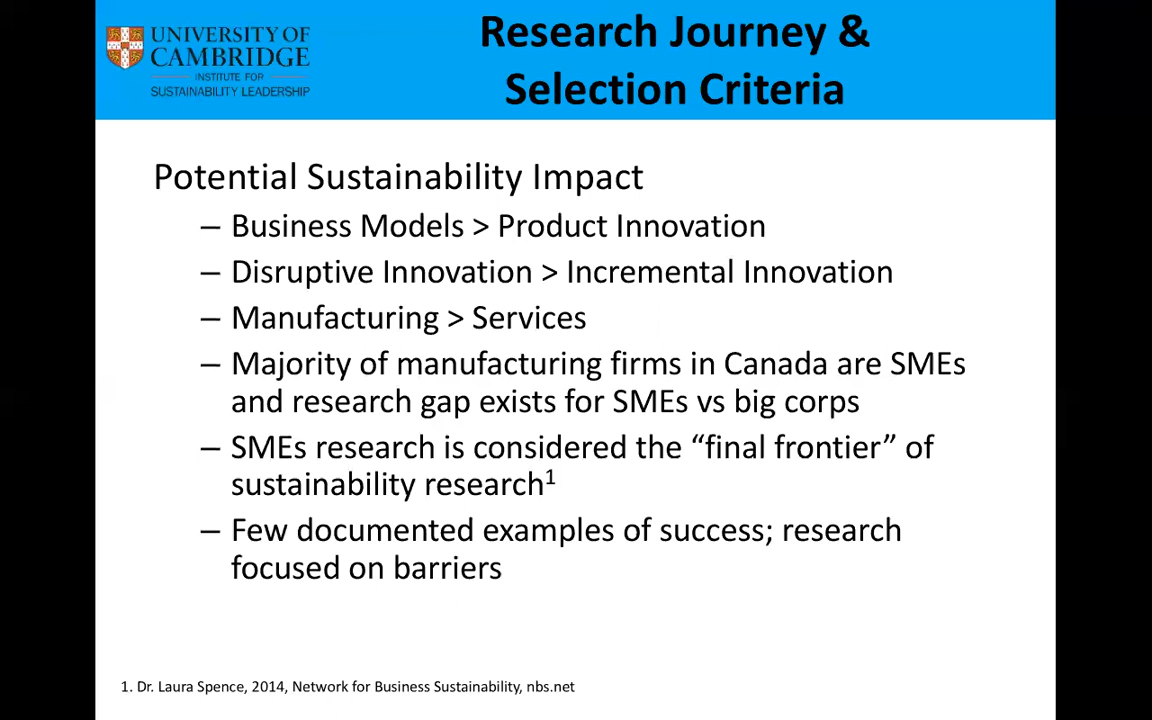 UNIVERSITY OF
CAMBRIDGE
INSTITUTE FOR
SUSTAINABILITY LEADERSHIP
Research Journey &
Selection Criteria
Potential Sustainability Impact
– Business Models > Product Innovation
– Disruptive Innovation > Incremental Innovation
– Manufacturing > Services
– Majority of manufacturing firms in Canada are SMEs
and research gap exists for SMEs vs big corps
– SMEs research is considered the “final frontier” of
sustainability research¹
– Few documented examples of success; research
focused on barriers
1. Dr. Laura Spence, 2014, Network for Business Sustainability, nbs.net